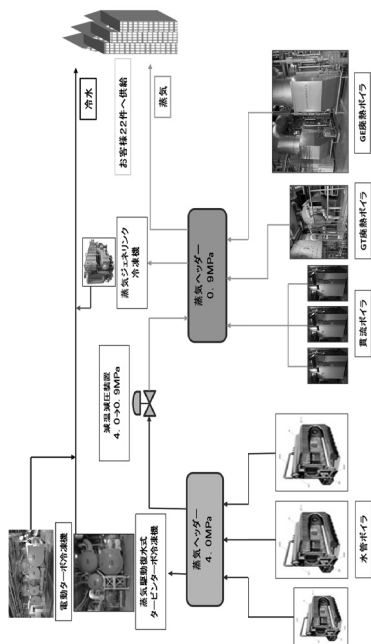 電動ターボ冷凍機
蒸気駆動復水式
タービンターボ冷凍機
減温減圧装置
4.0→0.9MPa
蒸気ジェネリンク
冷凍機
冷水
お客様22件へ供給
蒸気
蒸気ヘッダー
4.0MPa
蒸気ヘッダー
0.9MPa
水管ボイラ
貫流ボイラ
GT廃熱ボイラ
GE廃熱ボイラ